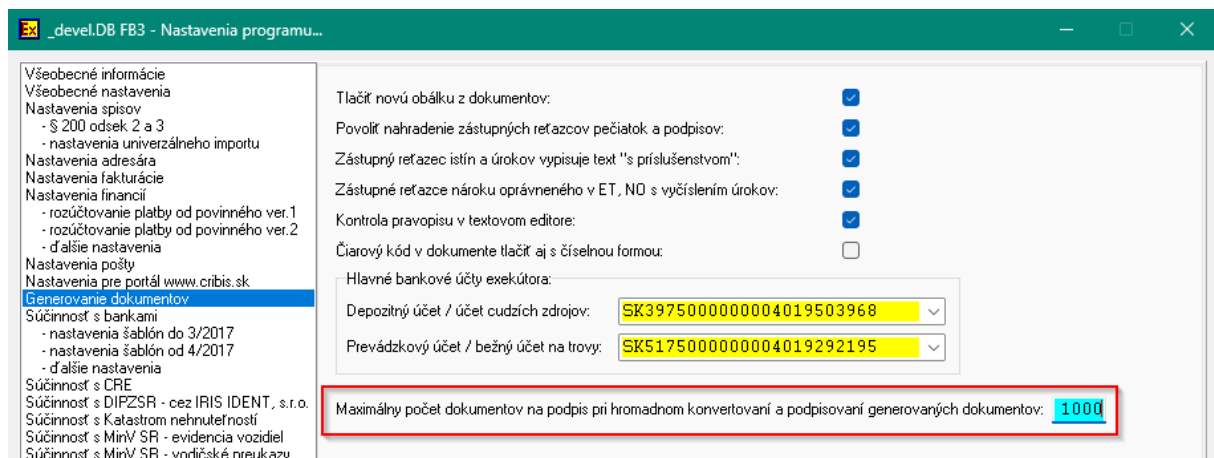 Ex _devel.DB FB3 - Nastavenia programu...
Všeobecné informácie
Všeobecné nastavenia
Nastavenia spisov
- § 200 odsek 2 a 3
- nastavenia univerzálneho importu
Nastavenia adresára
Nastavenia fakturácie
Nastavenia financií
- rozúčtovanie platby od povinného ver.1
- rozúčtovanie platby od povinného ver.2
- ďalšie nastavenia
Nastavenia pošty
Nastavenia pre portál www.cribis.sk
Generovanie dokumentov
Súčinnosť s bankami
- nastavenia šablón do 3/2017
- nastavenia šablón od 4/2017
- ďalšie nastavenia
Súčinnosť s CRE
Súčinnosť s DIPZSR - cez IRIS IDENT, s.r.o.
Súčinnosť s Katastrom nehnuteľností
Súčinnosť s MinV SR - evidencia vozidiel
Súčinnosť s MinV SR - vodičské preukazy
Tlačiť novú obálku z dokumentov:
Povoliť nahradenie zástupných reťazcov pečiatok a podpisov:
Zástupný reťazec istín a úrokov vypisuje text "s príslušenstvom":
Zástupné reťazce nároku oprávneného v ET, NO s vyčíslením úrokov:
Kontrola pravopisu v textovom editore:
Čiarový kód v dokumente tlačiť aj s číselnou formou:
Hlavné bankové účty exekútora:
Depozitný účet / účet cudzích zdrojov: SK3975000000004019503968
Prevádzkový účet / bežný účet na trovy: SK5175000000004019292195
Maximálny počet dokumentov na podpis pri hromadnom konvertovaní a podpisovaní generovaných dokumentov: 1000